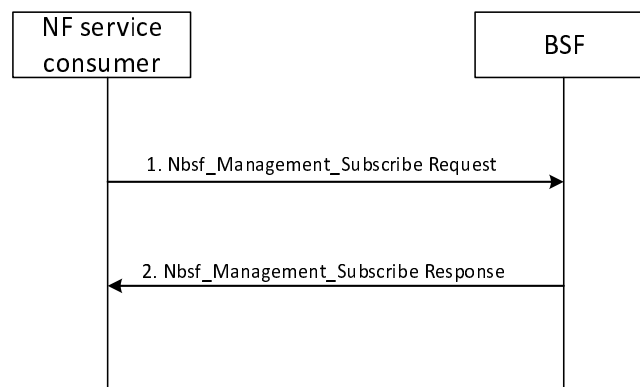 NF service
consumer
BSF
1. Nbsf_Management_Subscribe Request
2. Nbsf_Management_Subscribe Response